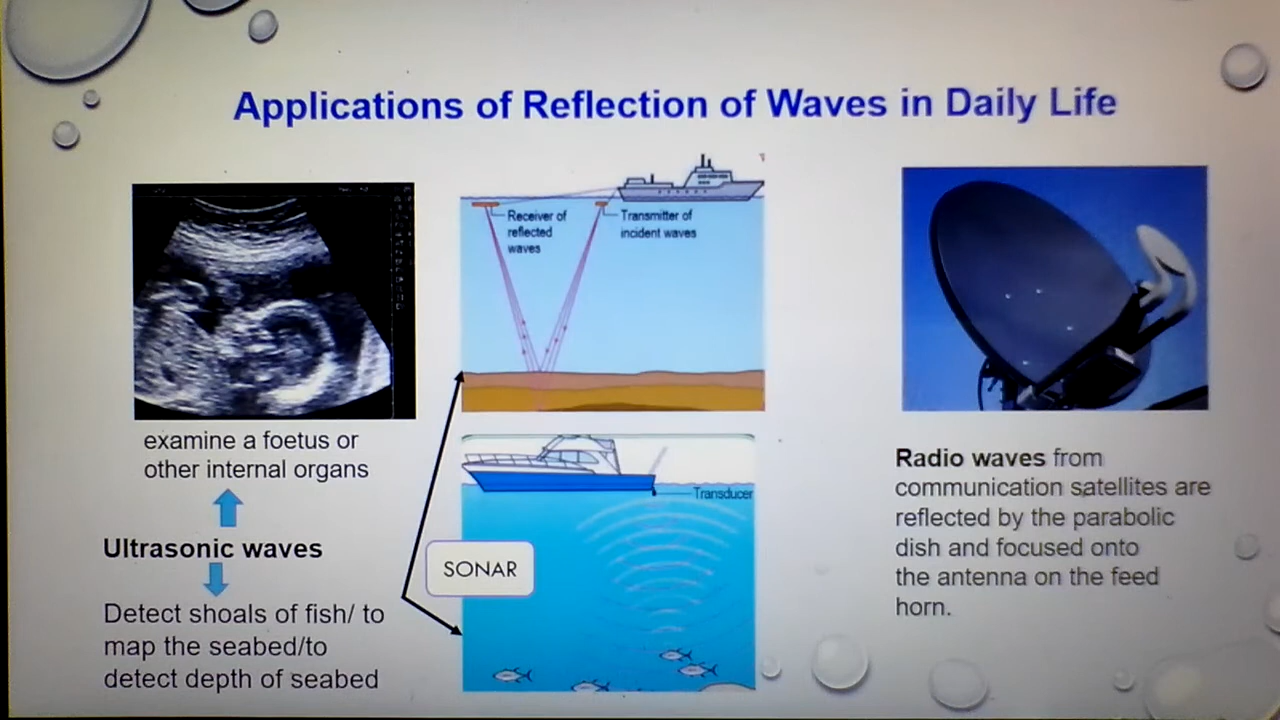 Applications of Reflection of Waves in Daily Life
Receiver of
reflected
waves
Transmitter of
incident waves
examine a foetus or
other internal organs
Ultrasonic waves
Detect shoals of fish/ to
map the seabed/to
detect depth of seabed
Transducer
SONAR
Radio waves from
communication satellites are
reflected by the parabolic
dish and focused onto
the antenna on the feed
horn.